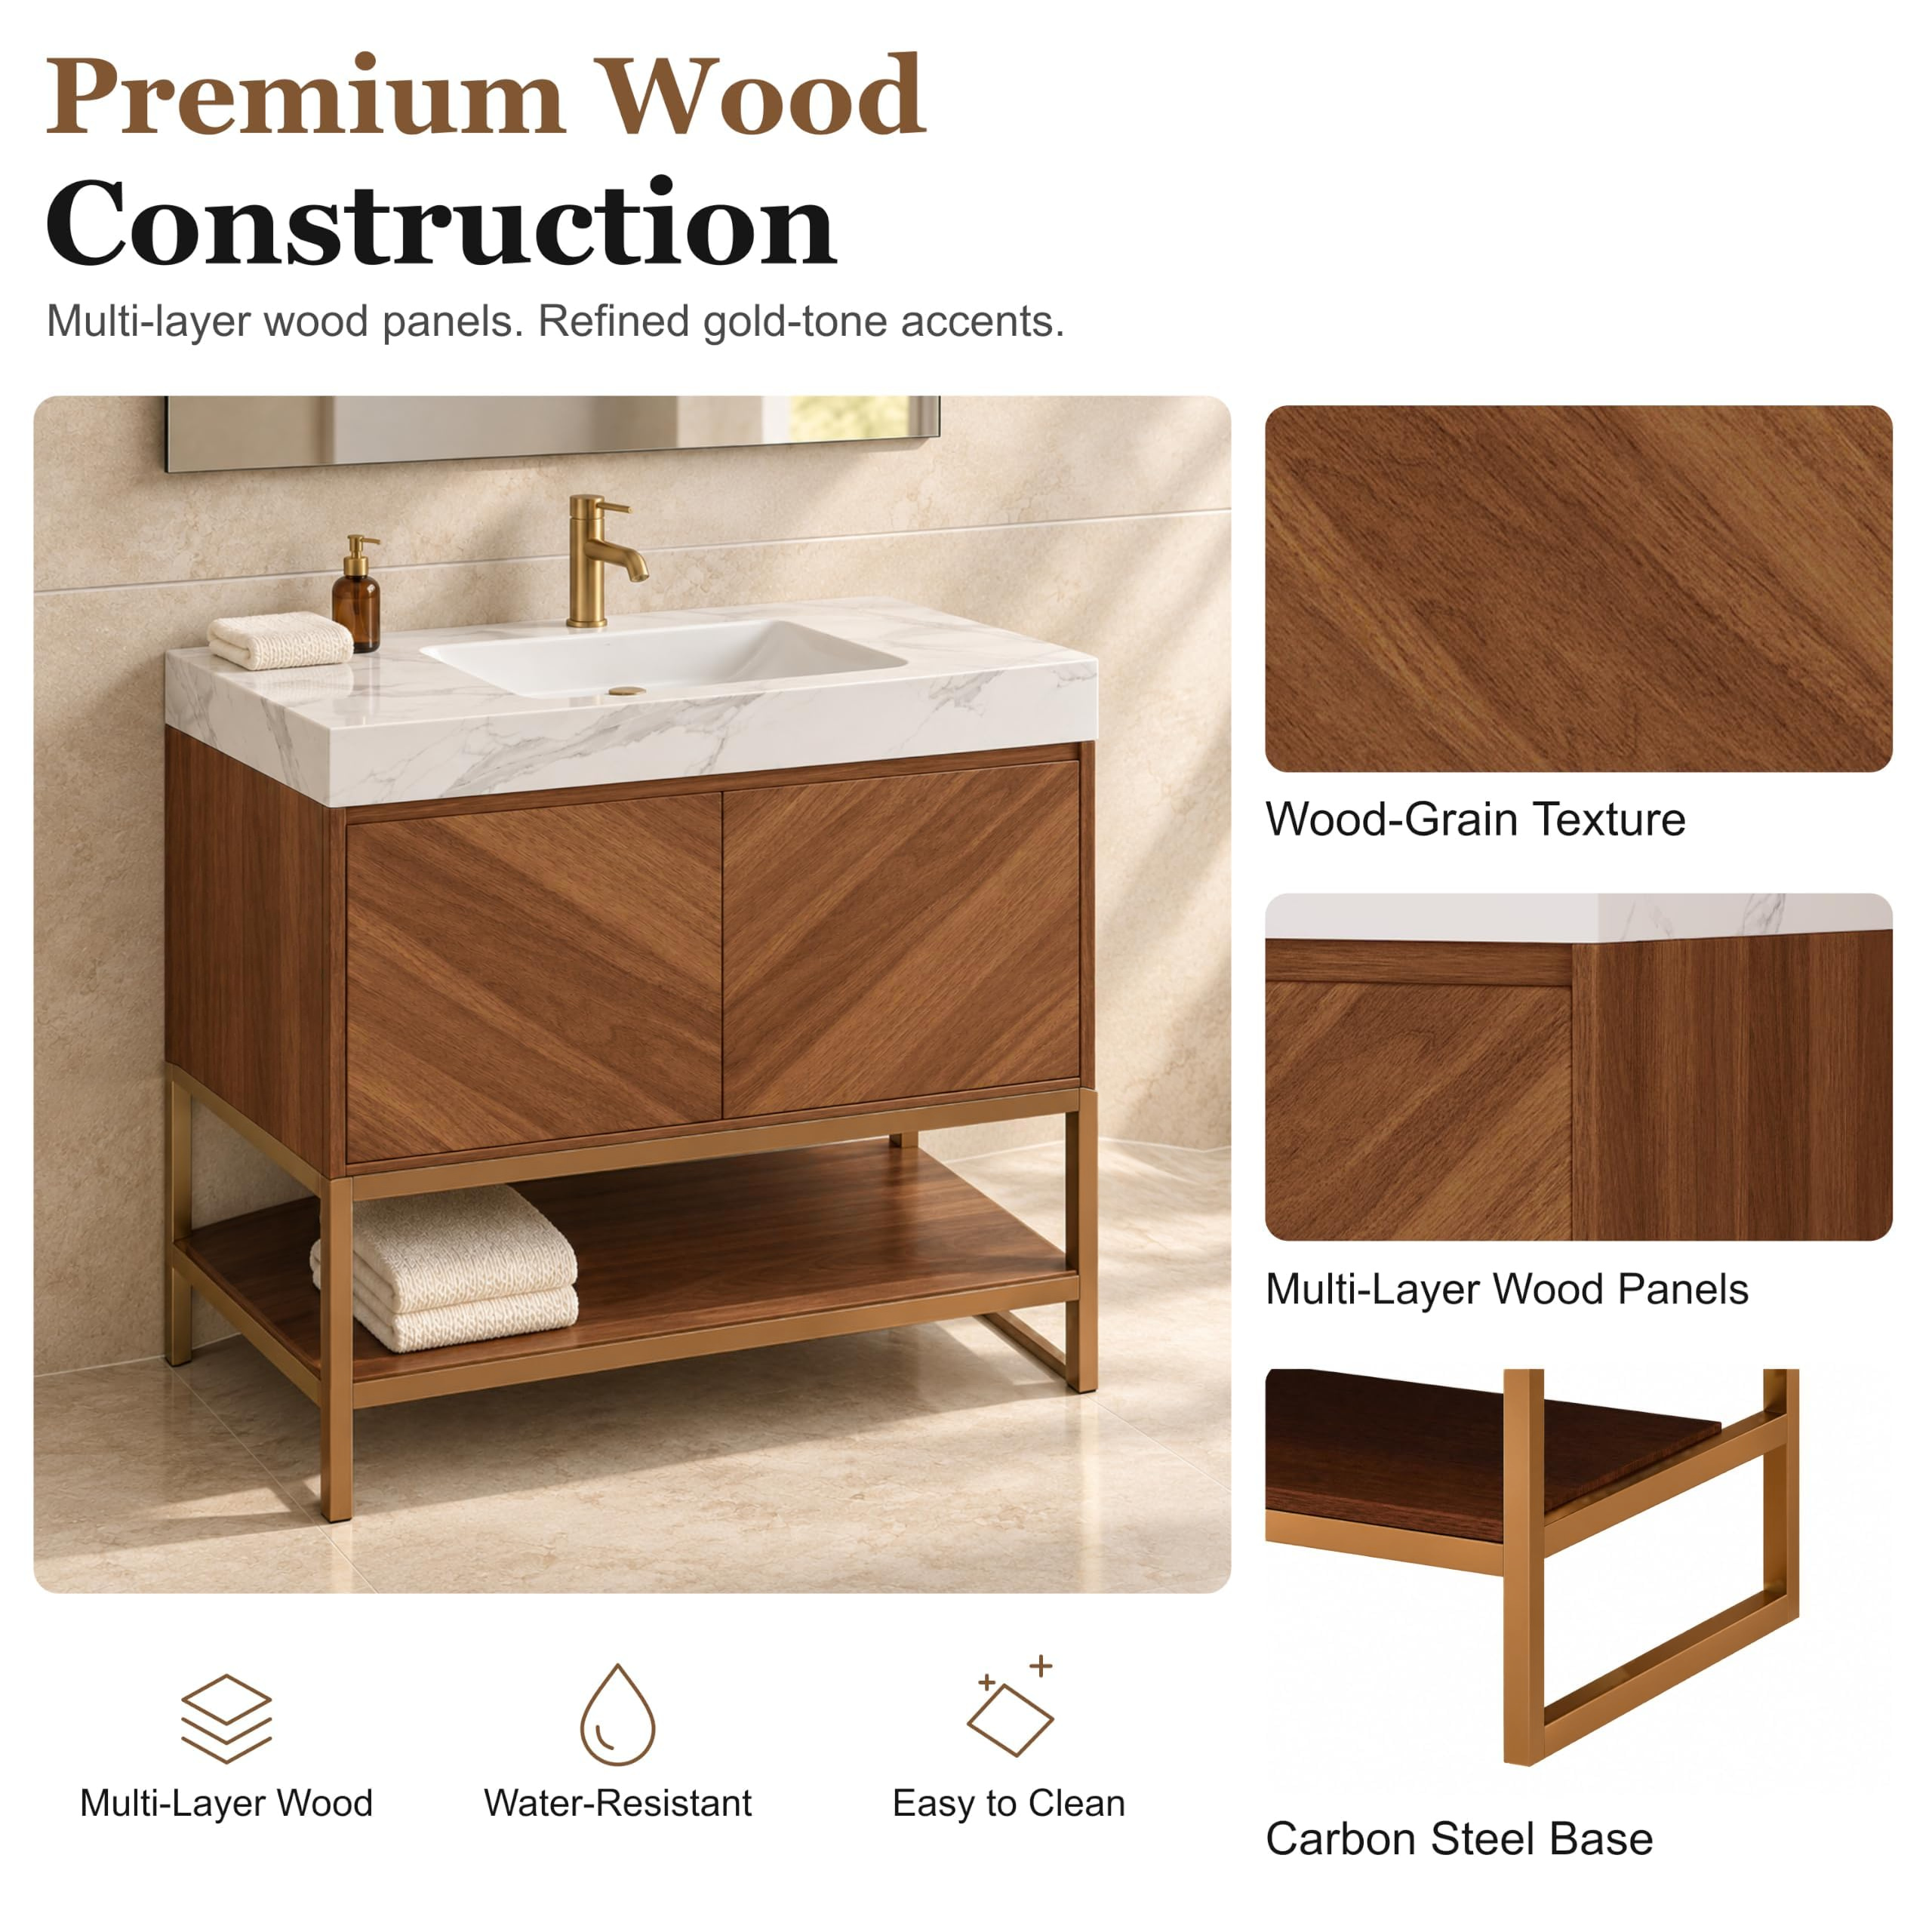 Premium Wood
Construction
Multi-layer wood panels. Refined gold-tone accents.
Wood-Grain Texture
Multi-Layer Wood Panels
Carbon Steel Base
Multi-Layer Wood
Water-Resistant
Easy to Clean